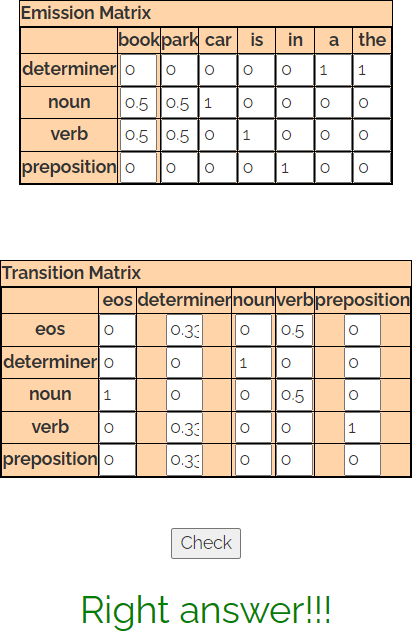 Emission Matrix
book park car is in a the
determiner 0 0 0 0 0 1 1
noun 0.5 0.5 1 0 0 0 0
verb 0.5 0.5 0 1 0 0 0
preposition 0 0 0 0 1 0 0
Transition Matrix
eos determiner noun verb preposition
eos 0 0.33 0 0.5 0
determiner 0 0 1 0 0
noun 1 0 0 0.5 0
verb 0 0.33 0 0 1
preposition 0 0.33 0 0 0
Check
Right answer!!!